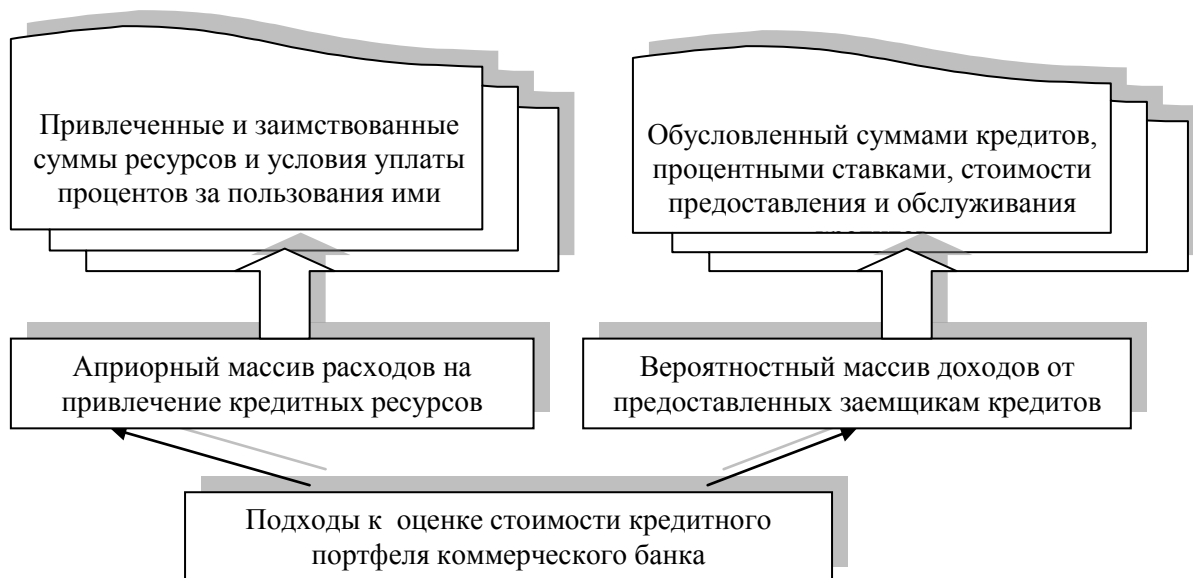 Привлеченные и заимствованные
суммы ресурсов и условия уплаты
процентов за пользования ими
Обусловленный суммами кредитов,
процентными ставками, стоимости
предоставления и обслуживания
Априорный массив расходов на
привлечение кредитных ресурсов
Вероятностный массив доходов от
предоставленных заемщикам кредитов
Подходы к оценке стоимости кредитного
портфеля коммерческого банка